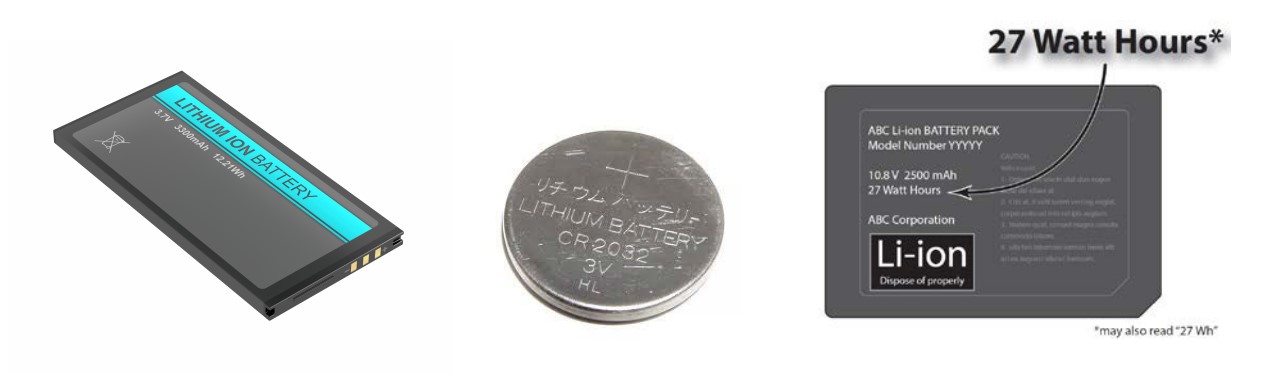 LITHIUM ION BATTERY
3.7V 3300mAh 12.21Wh
リチウムバッテリー
LITHIUM BATTERY
CR2032
3V
HL
27 Watt Hours*
ABC Li-ion BATTERY PACK
Model Number YYYYY
10.8 V 2500 mAh
27 Watt Hours
ABC Corporation
Li-ion
Dispose of properly
CAUTION
*may also read "27 Wh"